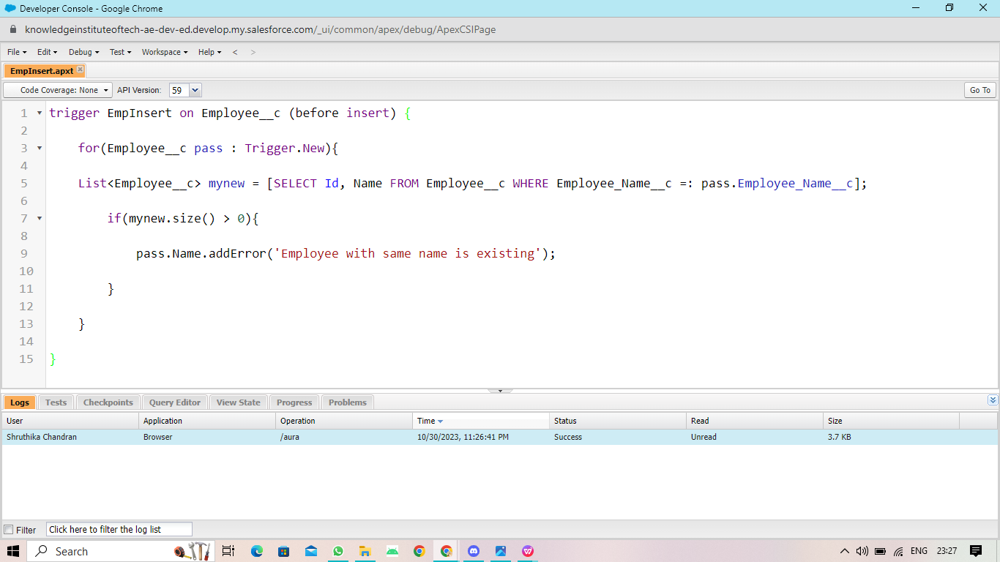 Developer Console - Google Chrome
knowledgeinstituteoftech-ae-dev-ed.develop.my.salesforce.com/_ui/common/apex/debug/ApexCSIPage
File Edit Debug Test Workspace Help < >
EmpInsert.apxt
Code Coverage: None API Version: 59 Go To
1 trigger EmpInsert on Employee__c (before insert) {
2
3 for(Employee__c pass : Trigger.New){
4
5 List<Employee__c> mynew = [SELECT Id, Name FROM Employee__c WHERE Employee_Name__c =: pass.Employee_Name__c];
6
7 if(mynew.size() > 0){
8
9 pass.Name.addError('Employee with same name is existing');
10
11 }
12
13 }
14
15 }
Logs Tests Checkpoints Query Editor View State Progress Problems
User Application Operation Time Status Read Size
Shruthika Chandran Browser /aura 10/30/2023, 11:26:41 PM Success Unread 3.7 KB
Filter Click here to filter the log list
Search ENG 23:27